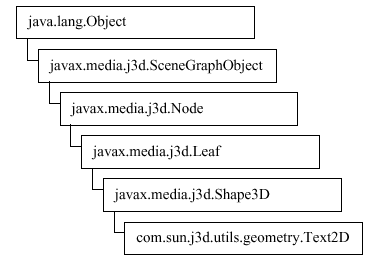 java.lang.Object
javax.media.j3d.SceneGraphObject
javax.media.j3d.Node
javax.media.j3d.Leaf
javax.media.j3d.Shape3D
com.sun.j3d.utils.geometry.Text2D